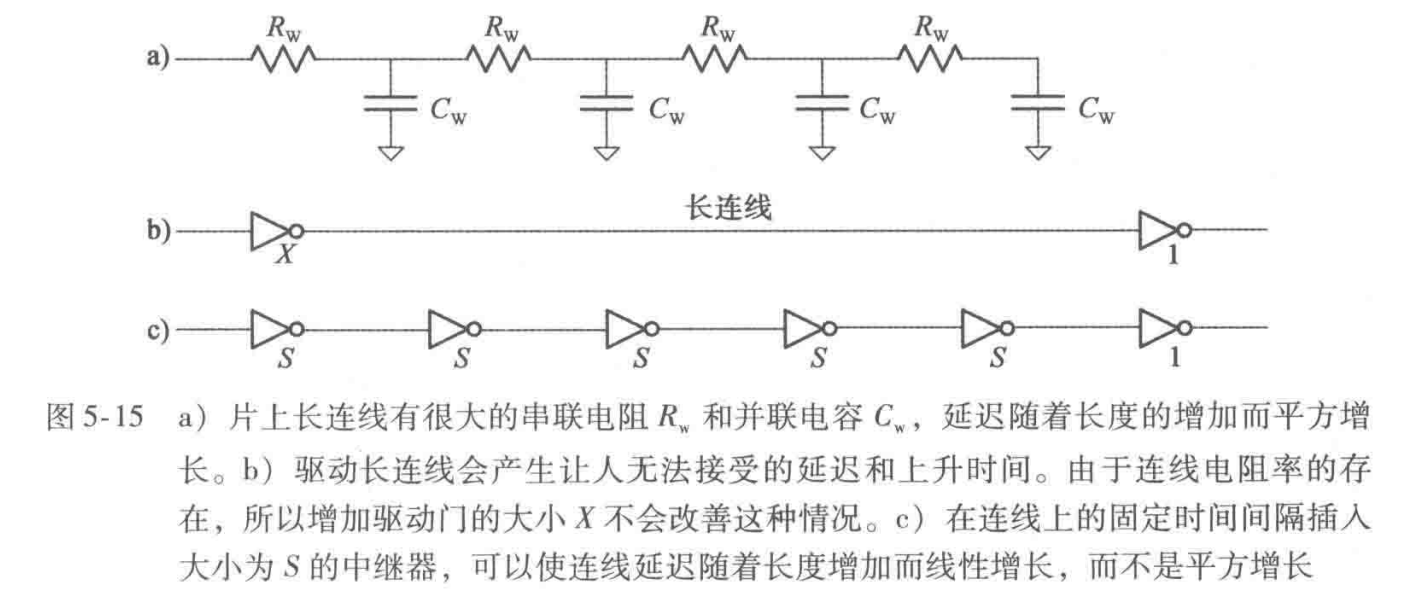 R_w R_w R_w R_w
a)
C_w C_w C_w C_w
长连线
b)
X 1
c)
S S S S S 1
图 5-15 a) 片上长连线有很大的串联电阻 R_w 和并联电容 C_w,延迟随着长度的增加而平方增
长。b) 驱动长连线会产生让人无法接受的延迟和上升时间。由于连线电阻率的存
在,所以增加驱动门的大小 X 不会改善这种情况。c) 在连线上的固定时间间隔插入
大小为 S 的中继器,可以使连线延迟随着长度增加而线性增长,而不是平方增长